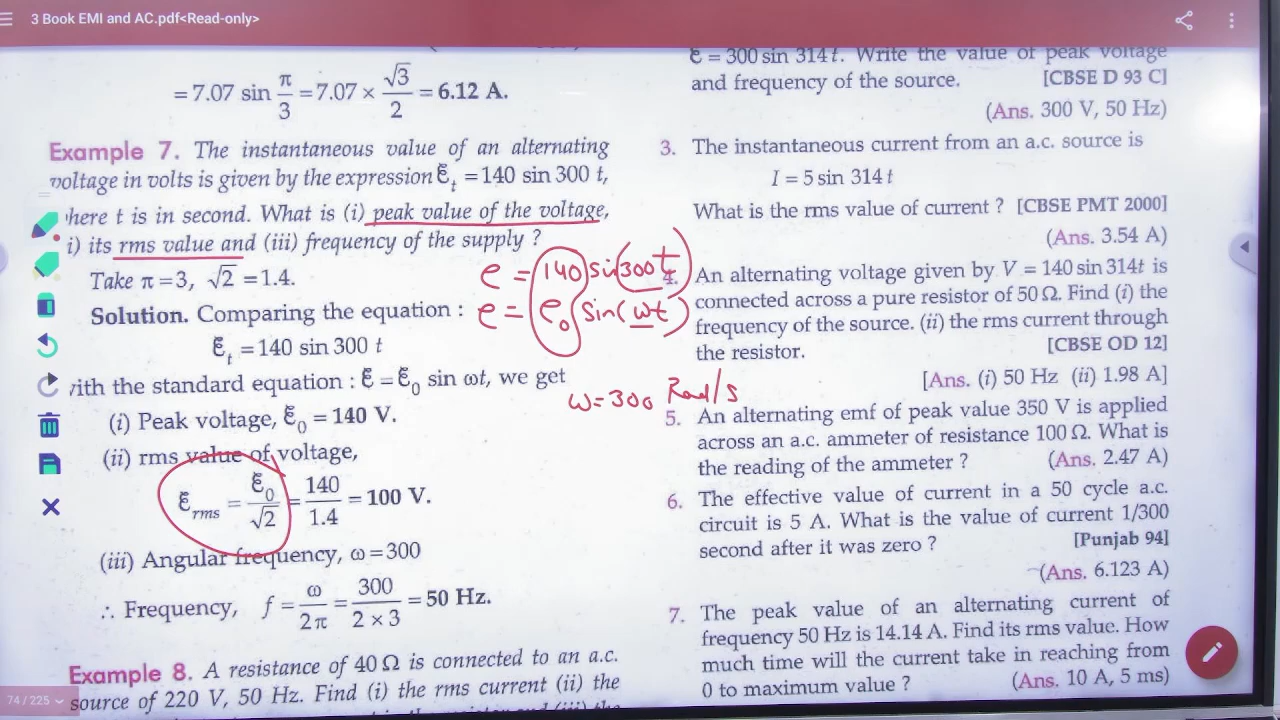 3 Book EMI and AC.pdf<Read-only>
= 7.07 sin π/3 = 7.07 × √3/2 = 6.12 A.
Example 7. The instantaneous value of an alternating
voltage in volts is given by the expression ℰt = 140 sin 300 t,
here t is in second. What is (i) peak value of the voltage,
i) its rms value and (iii) frequency of the supply ?
Take π = 3, √2 = 1.4.
Solution. Comparing the equation :
ℰt = 140 sin 300 t
ith the standard equation : ℰ = ℰ0 sin ωt, we get
(i) Peak voltage, ℰ0 = 140 V.
(ii) rms value of voltage,
ℰrms = ℰ0/√2 = 140/1.4 = 100 V.
(iii) Angular frequency, ω = 300
∴ Frequency, f = ω/2π = 300/2 × 3 = 50 Hz.
Example 8. A resistance of 40 Ω is connected to an a.c.
source of 220 V, 50 Hz. Find (i) the rms current (ii) the
74 / 225
e = 140 sin(300t)
e = e0 sin(ωt)
ω = 300 Rad/s
ℰ = 300 sin 314 t. Write the value of peak voltage
and frequency of the source. [CBSE D 93 C]
(Ans. 300 V, 50 Hz)
3. The instantaneous current from an a.c. source is
I = 5 sin 314 t
What is the rms value of current ? [CBSE PMT 2000]
(Ans. 3.54 A)
4. An alternating voltage given by V = 140 sin 314t is
connected across a pure resistor of 50 Ω. Find (i) the
frequency of the source. (ii) the rms current through
the resistor. [CBSE OD 12]
[Ans. (i) 50 Hz (ii) 1.98 A]
5. An alternating emf of peak value 350 V is applied
across an a.c. ammeter of resistance 100 Ω. What is
the reading of the ammeter ? (Ans. 2.47 A)
6. The effective value of current in a 50 cycle a.c.
circuit is 5 A. What is the value of current 1/300
second after it was zero ? [Punjab 94]
(Ans. 6.123 A)
7. The peak value of an alternating current of
frequency 50 Hz is 14.14 A. Find its rms value. How
much time will the current take in reaching from
0 to maximum value ? (Ans. 10 A, 5 ms)